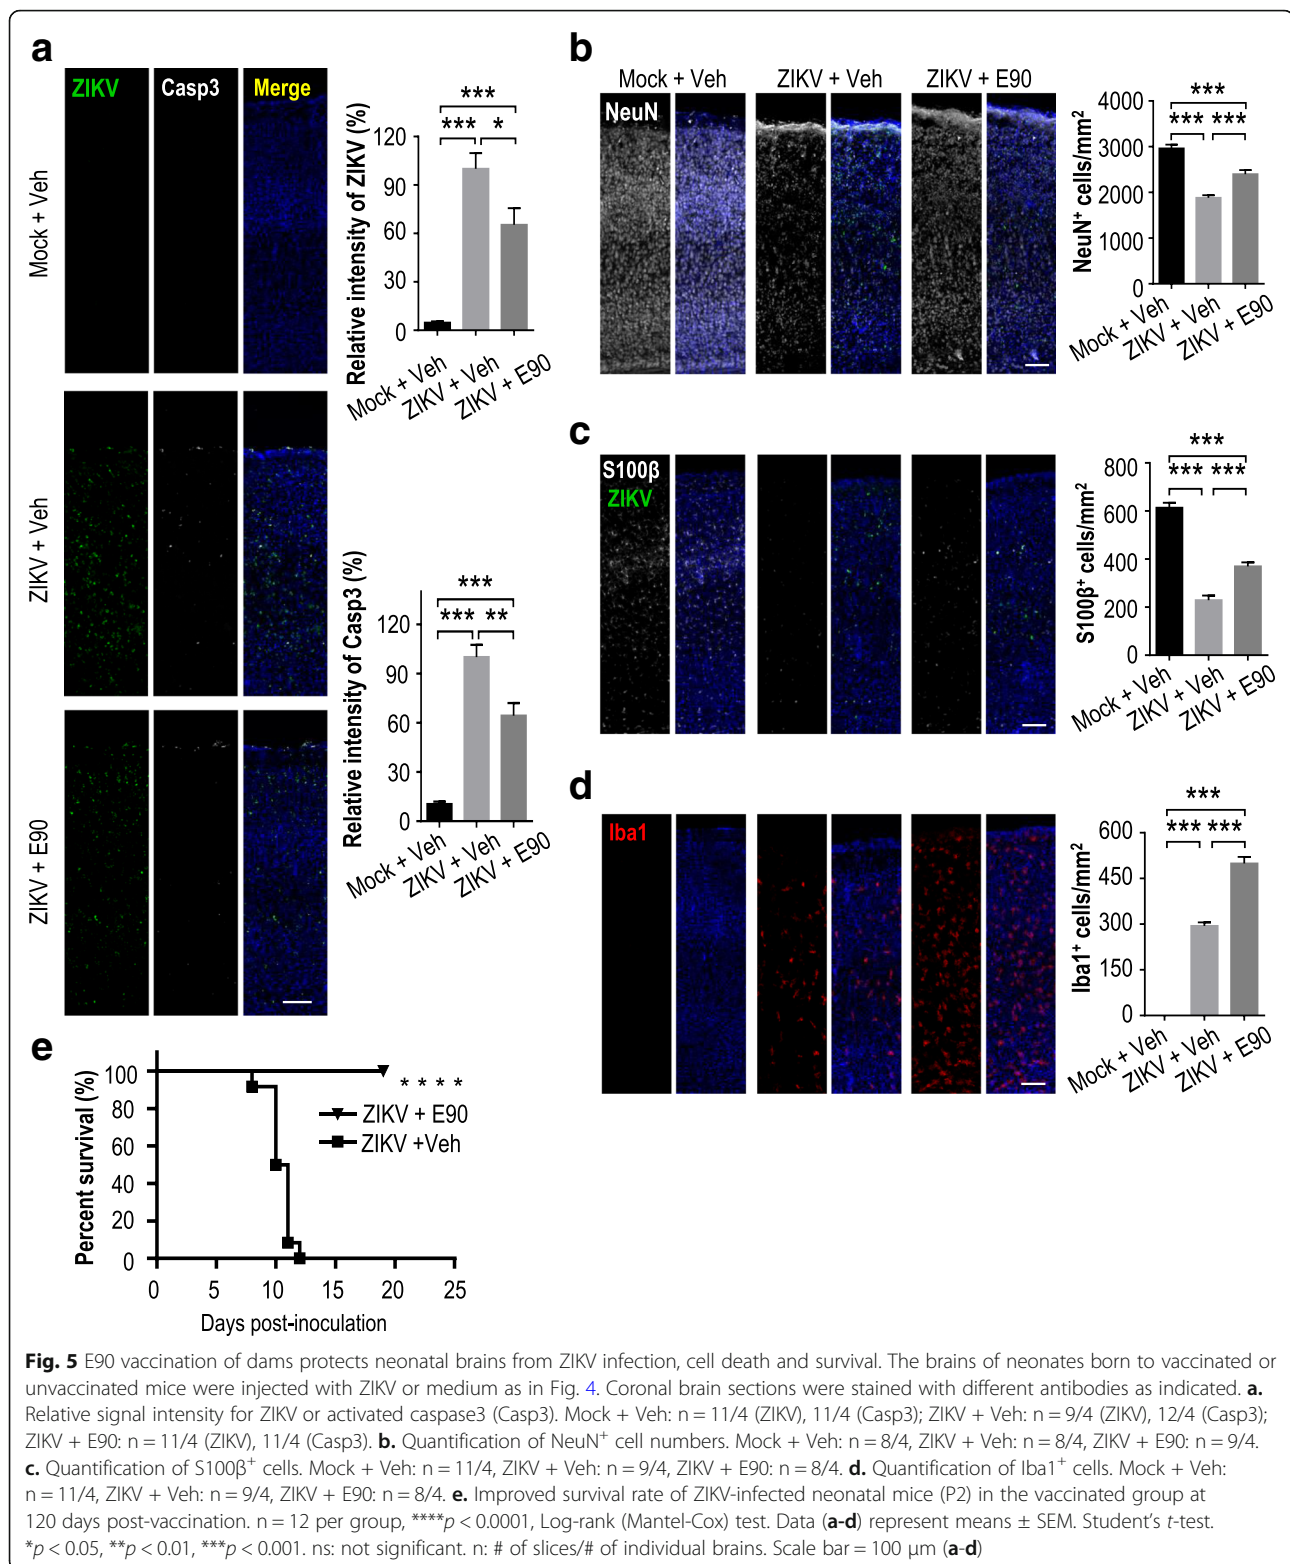 a
ZIKV
Casp3
Merge
Mock + Veh
ZIKV + Veh
ZIKV + E90
Relative intensity of ZIKV (%)
120
90
60
30
0
***
*** *
Mock + Veh
ZIKV + Veh
ZIKV + E90
Relative intensity of Casp3 (%)
120
90
60
30
0
***
*** **
Mock + Veh
ZIKV + Veh
ZIKV + E90
b
Mock + Veh ZIKV + Veh ZIKV + E90
NeuN
NeuN⁺ cells/mm²
4000
3000
2000
1000
0
***
*** ***
Mock + Veh
ZIKV + Veh
ZIKV + E90
c
S100β
ZIKV
S100β⁺ cells/mm²
800
600
400
200
0
***
*** ***
Mock + Veh
ZIKV + Veh
ZIKV + E90
d
Iba1
Iba1⁺ cells/mm²
600
450
300
150
0
***
*** ***
Mock + Veh
ZIKV + Veh
ZIKV + E90
e
Percent survival (%)
100
80
60
40
20
0
0 5 10 15 20 25
Days post-inoculation
* * * *
ZIKV + E90
ZIKV +Veh
Fig. 5 E90 vaccination of dams protects neonatal brains from ZIKV infection, cell death and survival. The brains of neonates born to vaccinated or
unvaccinated mice were injected with ZIKV or medium as in Fig. 4. Coronal brain sections were stained with different antibodies as indicated. a.
Relative signal intensity for ZIKV or activated caspase3 (Casp3). Mock + Veh: n = 11/4 (ZIKV), 11/4 (Casp3); ZIKV + Veh: n = 9/4 (ZIKV), 12/4 (Casp3);
ZIKV + E90: n = 11/4 (ZIKV), 11/4 (Casp3). b. Quantification of NeuN⁺ cell numbers. Mock + Veh: n = 8/4, ZIKV + Veh: n = 8/4, ZIKV + E90: n = 9/4.
c. Quantification of S100β⁺ cells. Mock + Veh: n = 11/4, ZIKV + Veh: n = 9/4, ZIKV + E90: n = 8/4. d. Quantification of Iba1⁺ cells. Mock + Veh:
n = 11/4, ZIKV + Veh: n = 9/4, ZIKV + E90: n = 8/4. e. Improved survival rate of ZIKV-infected neonatal mice (P2) in the vaccinated group at
120 days post-vaccination. n = 12 per group, ****p < 0.0001, Log-rank (Mantel-Cox) test. Data (a-d) represent means ± SEM. Student’s t-test.
*p < 0.05, **p < 0.01, ***p < 0.001. ns: not significant. n: # of slices/# of individual brains. Scale bar = 100 μm (a-d)